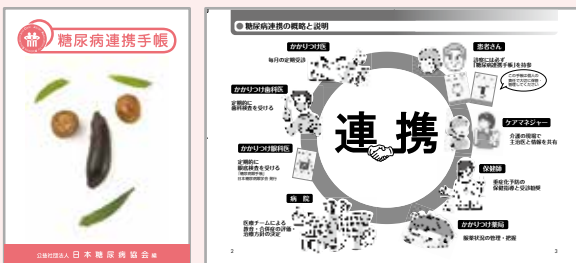 糖尿病連携手帳
公益社団法人 日本糖尿病協会 編
● 糖尿病連携の概略と説明
かかりつけ医
毎月の定期受診
患者さん
診察には必ず
「糖尿病連携手帳」を持参
かかりつけ歯科医
定期的に
歯科検査を受ける
ケアマネジャー
介護の現場で
主治医と情報を共有
連携
かかりつけ眼科医
定期的に
眼底検査を受ける
保健師
重症化予防の
保健指導と受診勧奨
病院
医療チームによる
教育・合併症の評価・
治療方針の決定
かかりつけ薬局
服薬状況の管理・把握
2
3